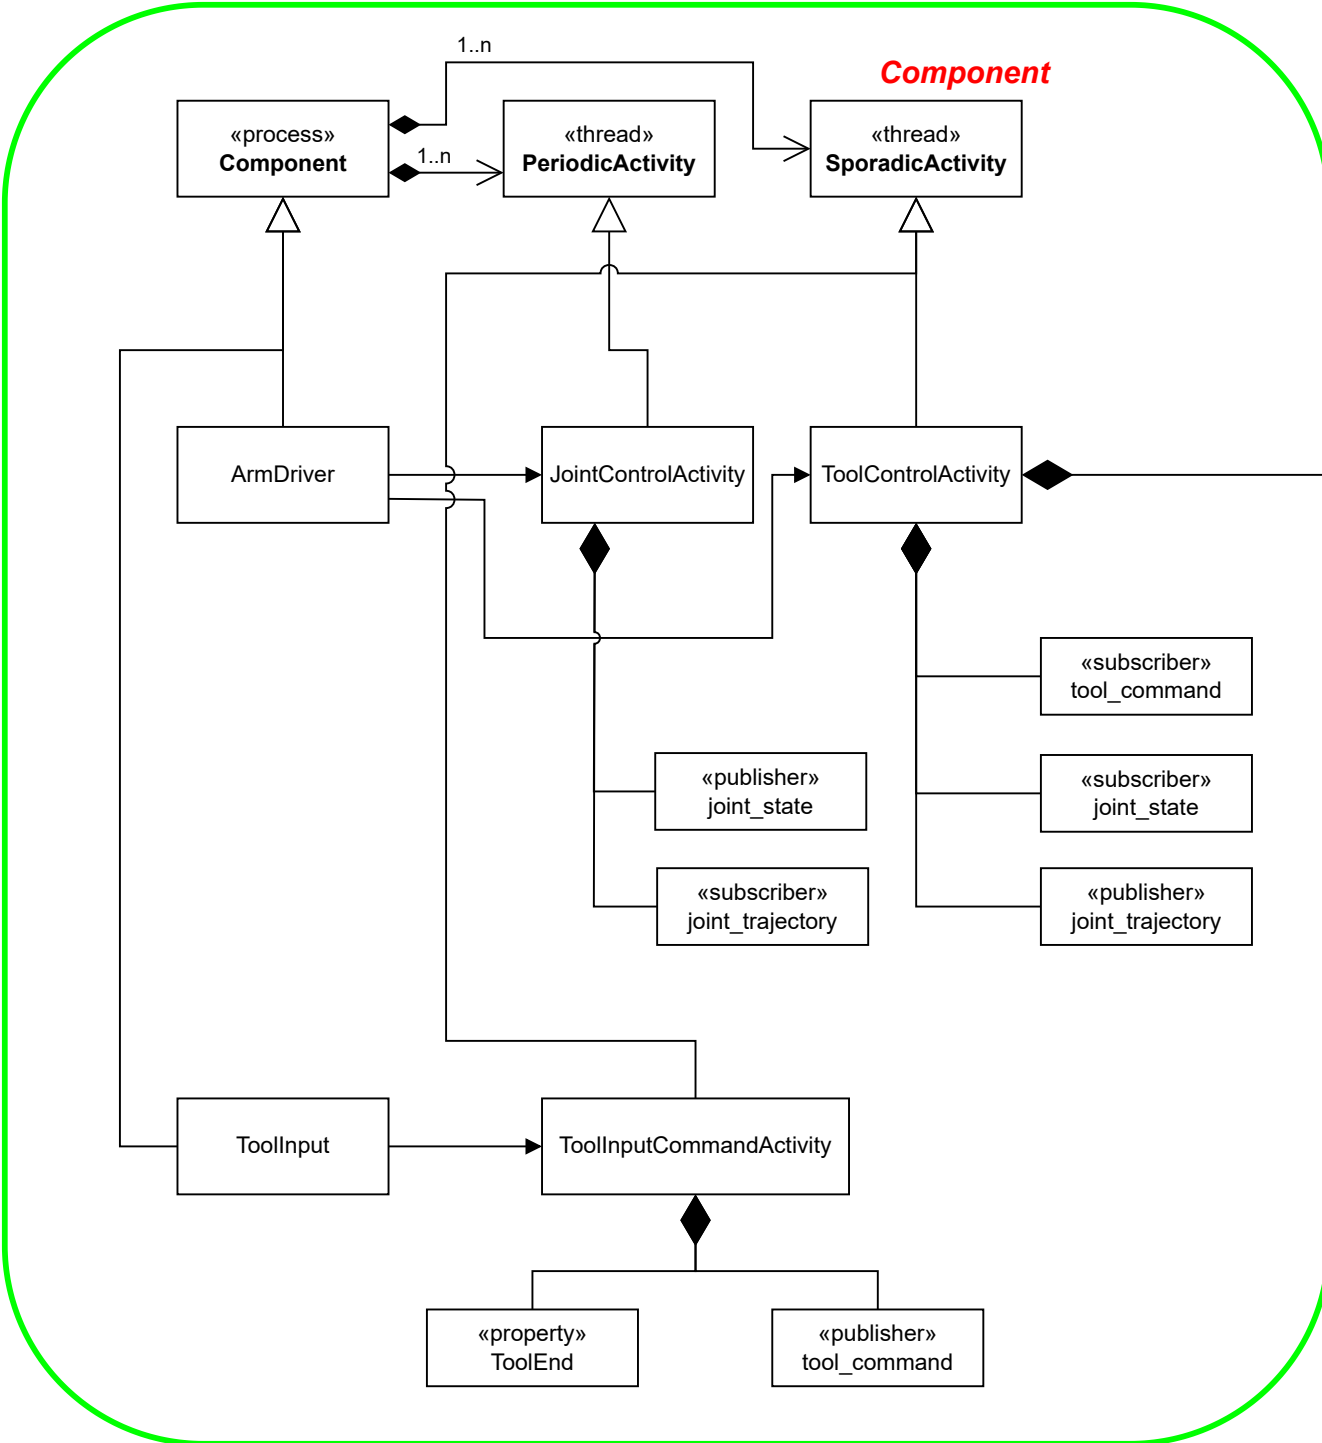 1..n
Component
«process»
Component
1..n
«thread»
PeriodicActivity
«thread»
SporadicActivity
ArmDriver
JointControlActivity
ToolControlActivity
«subscriber»
tool_command
«publisher»
joint_state
«subscriber»
joint_state
«subscriber»
joint_trajectory
«publisher»
joint_trajectory
ToolInput
ToolInputCommandActivity
«property»
ToolEnd
«publisher»
tool_command